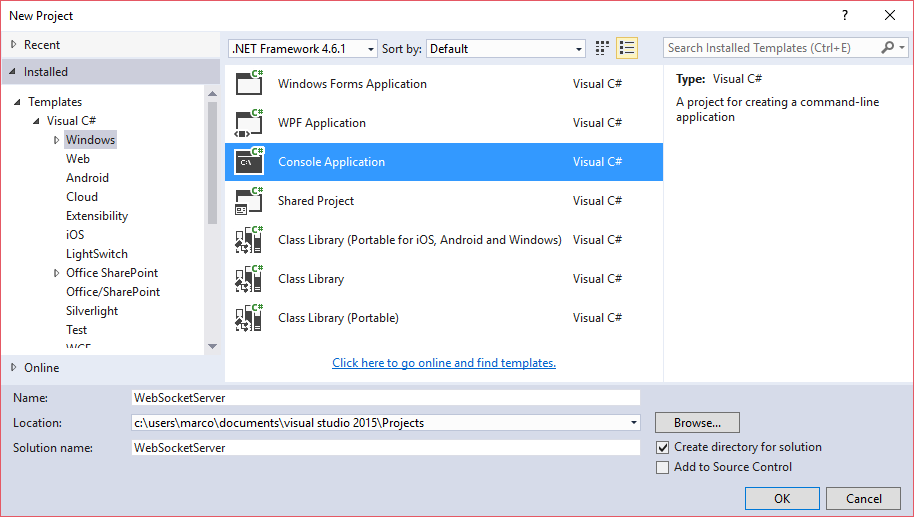 New Project
? ✕
Recent
.NET Framework 4.6.1 Sort by: Default
Search Installed Templates (Ctrl+E)
Installed
Templates
Visual C#
Windows
Web
Android
Cloud
Extensibility
iOS
LightSwitch
Office SharePoint
Office/SharePoint
Silverlight
Test
WCF
Online
C# Windows Forms Application Visual C#
C# WPF Application Visual C#
C# C:\ Console Application Visual C#
C# Shared Project Visual C#
C# Class Library (Portable for iOS, Android and Windows) Visual C#
C# Class Library Visual C#
C# Class Library (Portable) Visual C#
Click here to go online and find templates.
Type: Visual C#
A project for creating a command-line
application
Name: WebSocketServer
Location: c:\users\marco\documents\visual studio 2015\Projects Browse...
Solution name: WebSocketServer
Create directory for solution
Add to Source Control
OK Cancel